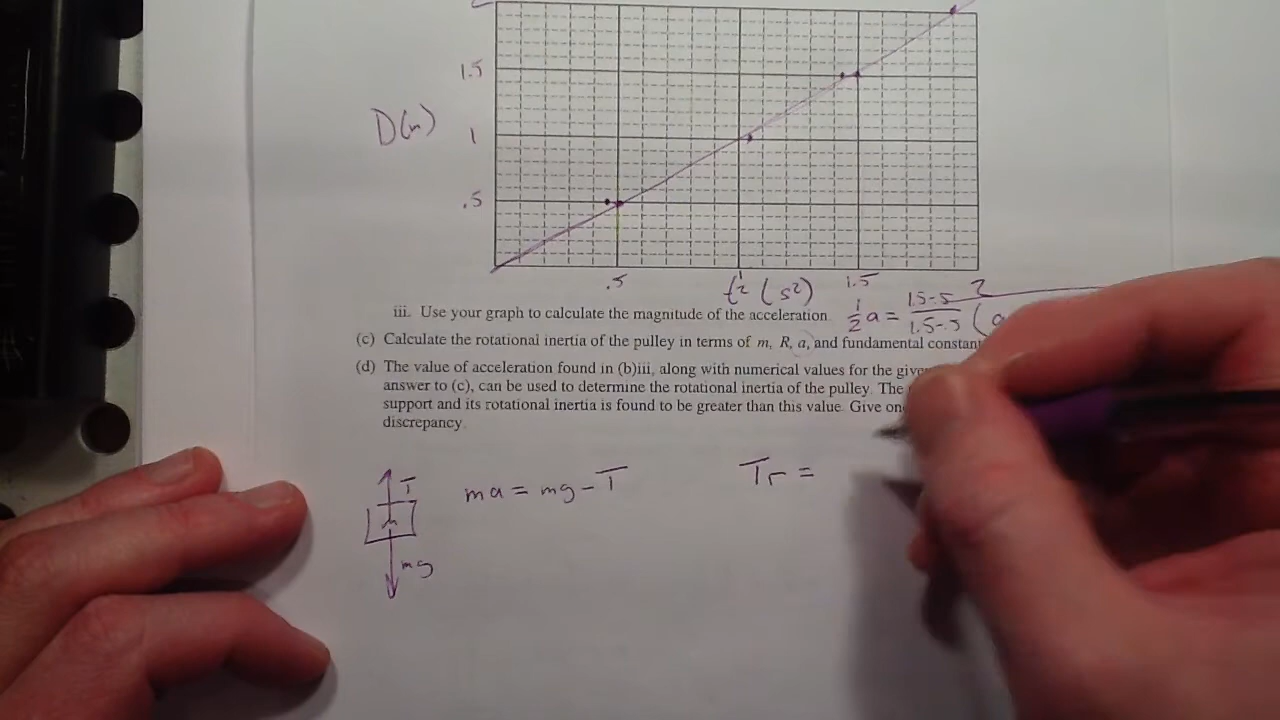 1.5
D(m)
1
.5
.5
t² (s²)
1.5
2
iii. Use your graph to calculate the magnitude of the acceleration.
½a = 1.5-.5 / 1.5-.5 (a
(c) Calculate the rotational inertia of the pulley in terms of m, R, a, and fundamental
(d) The value of acceleration found in (b)iii, along with numerical values for the
answer to (c), can be used to determine the rotational inertia of the pulley. The
support and its rotational inertia is found to be greater than this value. Give
discrepancy.
T
m
mg
ma = mg - T
Tr =